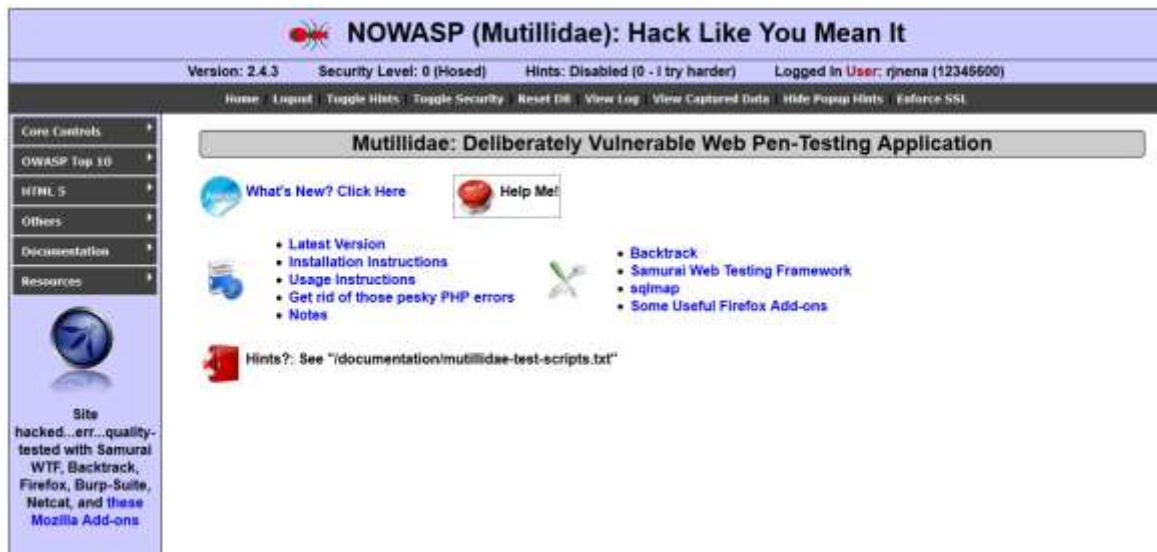 NOWASP (Mutillidae): Hack Like You Mean It
Version: 2.4.3 Security Level: 0 (Hosed) Hints: Disabled (0 - I try harder) Logged In User: rjnena (12345600)
Home Logout Toggle Hints Toggle Security Reset DB View Log View Captured Data Hide Popup Hints Enforce SSL
Core Controls
OWASP Top 10
HTML 5
Others
Documentation
Resources
Site
hacked...err...quality-
tested with Samurai
WTF, Backtrack,
Firefox, Burp-Suite,
Netcat, and these
Mozilla Add-ons
Mutillidae: Deliberately Vulnerable Web Pen-Testing Application
What's New? Click Here
Help Me!
Latest Version
Installation Instructions
Usage Instructions
Get rid of those pesky PHP errors
Notes
Backtrack
Samurai Web Testing Framework
sqlmap
Some Useful Firefox Add-ons
Hints?: See "/documentation/mutillidae-test-scripts.txt"